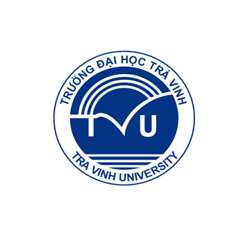 TRƯỜNG ĐẠI HỌC TRÀ VINH
TVU
TRA VINH UNIVERSITY